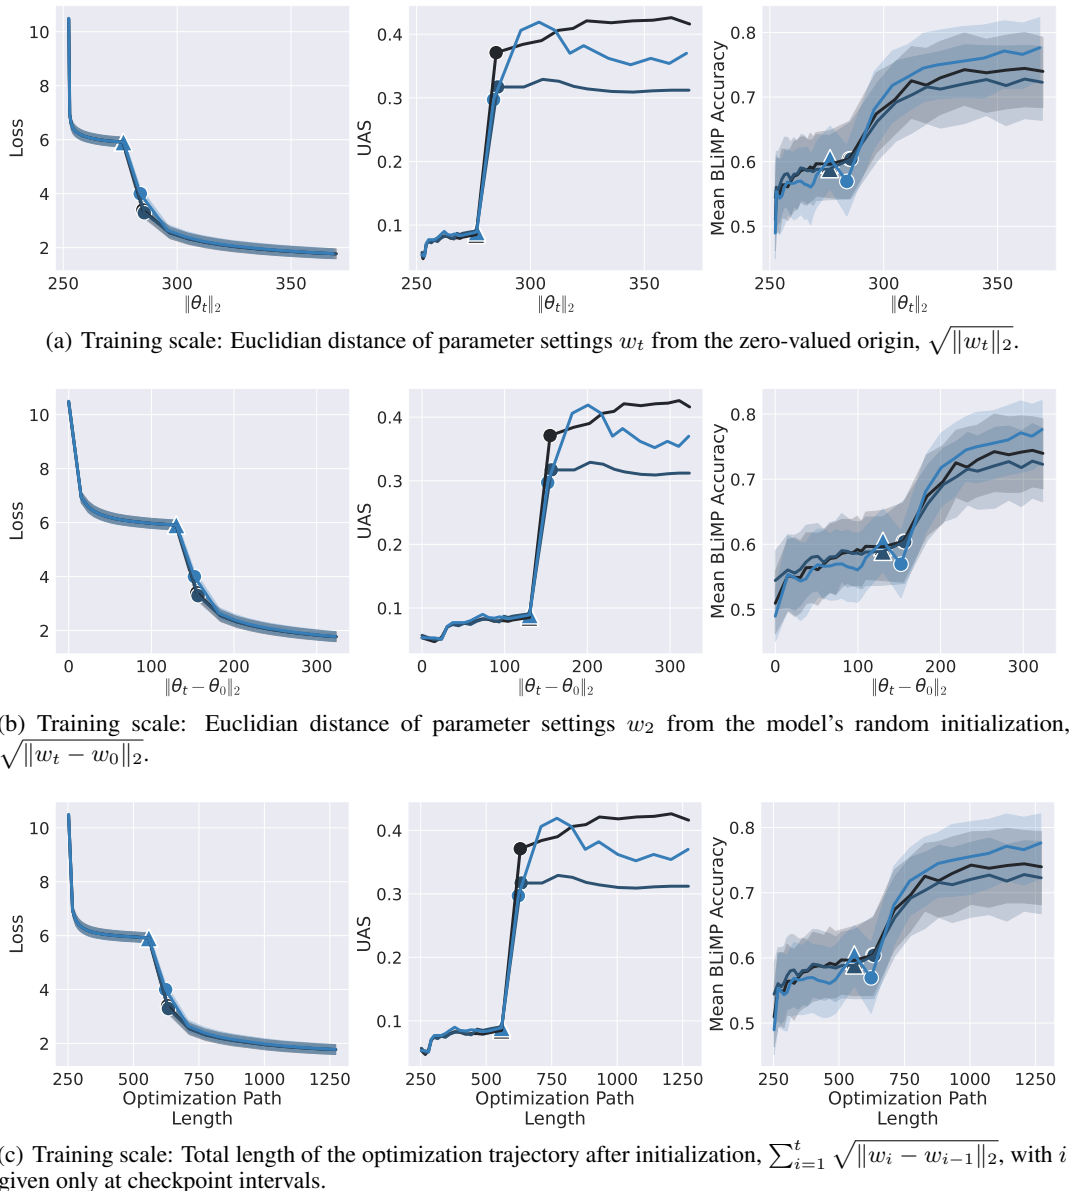 10
8
6
4
2
Loss
250 300 350
‖θt‖2
0.4
0.3
0.2
0.1
UAS
300 350
‖θt‖2
0.8
0.7
0.6
0.5
Mean BLiMP Accuracy
250 300 350
‖θt‖2
(a) Training scale: Euclidian distance of parameter settings wt from the zero-valued origin, √‖wt‖2.
10
8
6
4
2
Loss
0 100 200 300
‖θt − θ0‖2
0.4
0.3
0.2
0.1
UAS
0 100 200 300
‖θt − θ0‖2
0.8
0.7
0.6
0.5
Mean BLiMP Accuracy
0 100 200 300
‖θt − θ0‖2
(b) Training scale: Euclidian distance of parameter settings w2 from the model's random initialization,
√‖wt − w0‖2.
10
8
6
4
2
Loss
250 500 750 1000 1250
Optimization Path
Length
0.4
0.3
0.2
0.1
UAS
250 500 750 1000 1250
Optimization Path
Length
0.8
0.7
0.6
0.5
Mean BLiMP Accuracy
250 500 750 1000 1250
Optimization Path
Length
(c) Training scale: Total length of the optimization trajectory after initialization, ∑ti=1 √‖wi − wi−1‖2, with i
given only at checkpoint intervals.